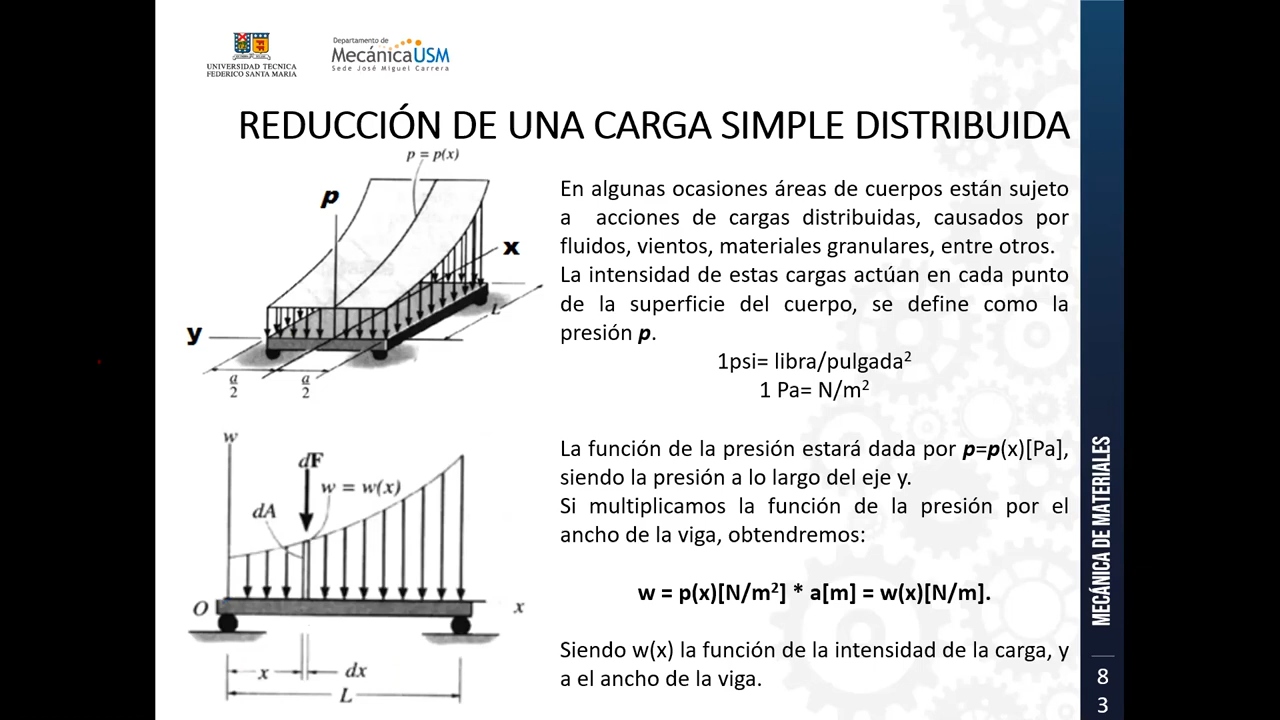 UNIVERSIDAD TECNICA
FEDERICO SANTA MARIA
Departamento de
MecánicaUSM
Sede José Miguel Carrera
REDUCCIÓN DE UNA CARGA SIMPLE DISTRIBUIDA
p = p(x)
p
x
y
L
a/2
a/2
En algunas ocasiones áreas de cuerpos están sujeto
a acciones de cargas distribuidas, causados por
fluidos, vientos, materiales granulares, entre otros.
La intensidad de estas cargas actúan en cada punto
de la superficie del cuerpo, se define como la
presión p.
1psi= libra/pulgada²
1 Pa= N/m²
w
dF
w = w(x)
dA
O
x
x
dx
L
La función de la presión estará dada por p=p(x)[Pa],
siendo la presión a lo largo del eje y.
Si multiplicamos la función de la presión por el
ancho de la viga, obtendremos:
w = p(x)[N/m²] * a[m] = w(x)[N/m].
Siendo w(x) la función de la intensidad de la carga, y
a el ancho de la viga.
MECÁNICA DE MATERIALES
8
3